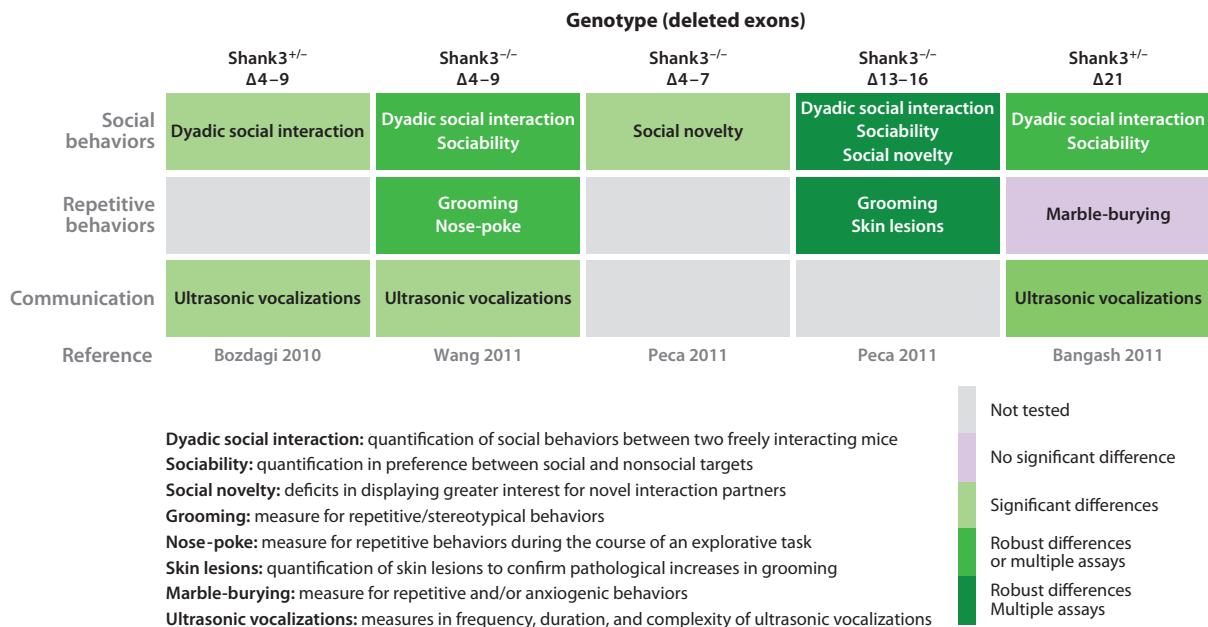 Genotype (deleted exons)
Shank3+/– Shank3–/– Shank3–/– Shank3–/– Shank3+/–
Δ4–9 Δ4–9 Δ4–7 Δ13–16 Δ21
Social
behaviors
Dyadic social interaction
Dyadic social interaction
Sociability
Social novelty
Dyadic social interaction
Sociability
Social novelty
Dyadic social interaction
Sociability
Repetitive
behaviors
Grooming
Nose-poke
Grooming
Skin lesions
Marble-burying
Communication
Ultrasonic vocalizations
Ultrasonic vocalizations
Ultrasonic vocalizations
Reference Bozdagi 2010 Wang 2011 Peca 2011 Peca 2011 Bangash 2011
Dyadic social interaction: quantification of social behaviors between two freely interacting mice
Sociability: quantification in preference between social and nonsocial targets
Social novelty: deficits in displaying greater interest for novel interaction partners
Grooming: measure for repetitive/stereotypical behaviors
Nose-poke: measure for repetitive behaviors during the course of an explorative task
Skin lesions: quantification of skin lesions to confirm pathological increases in grooming
Marble-burying: measure for repetitive and/or anxiogenic behaviors
Ultrasonic vocalizations: measures in frequency, duration, and complexity of ultrasonic vocalizations
Not tested
No significant difference
Significant differences
Robust differences
or multiple assays
Robust differences
Multiple assays